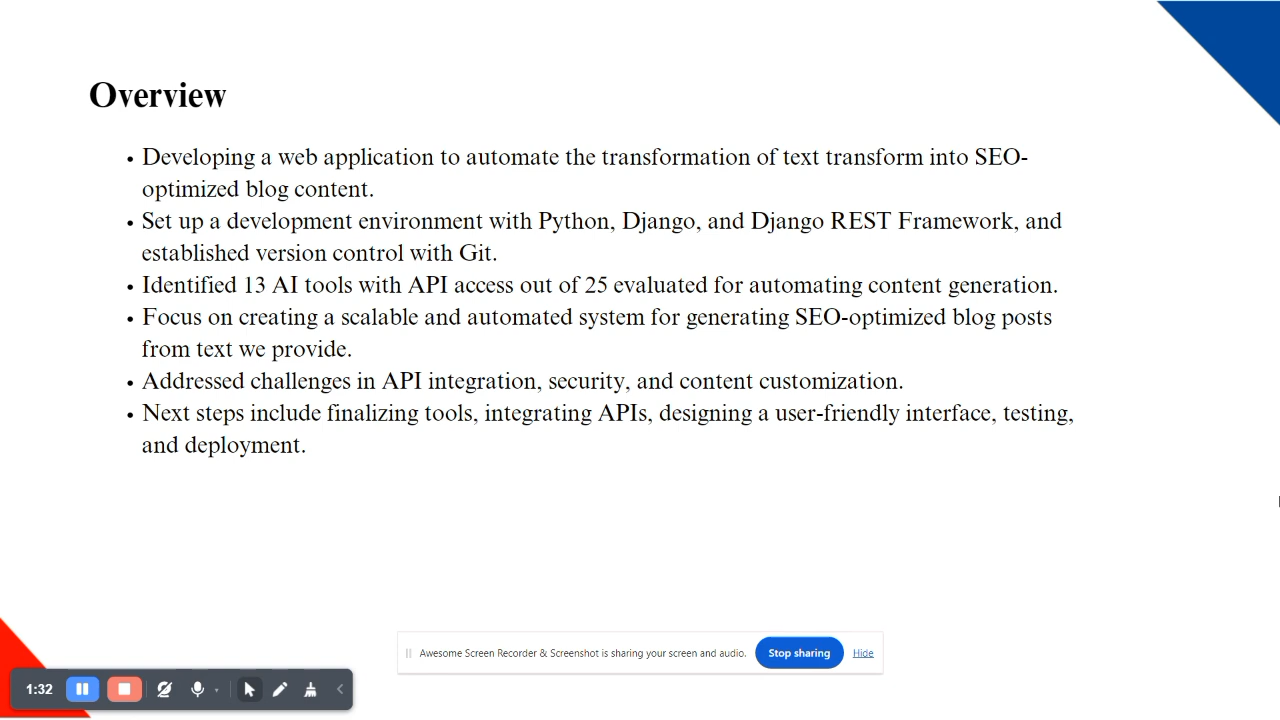 Overview
• Developing a web application to automate the transformation of text transform into SEO-
optimized blog content.
• Set up a development environment with Python, Django, and Django REST Framework, and
established version control with Git.
• Identified 13 AI tools with API access out of 25 evaluated for automating content generation.
• Focus on creating a scalable and automated system for generating SEO-optimized blog posts
from text we provide.
• Addressed challenges in API integration, security, and content customization.
• Next steps include finalizing tools, integrating APIs, designing a user-friendly interface, testing,
and deployment.
Awesome Screen Recorder & Screenshot is sharing your screen and audio. Stop sharing Hide
1:32